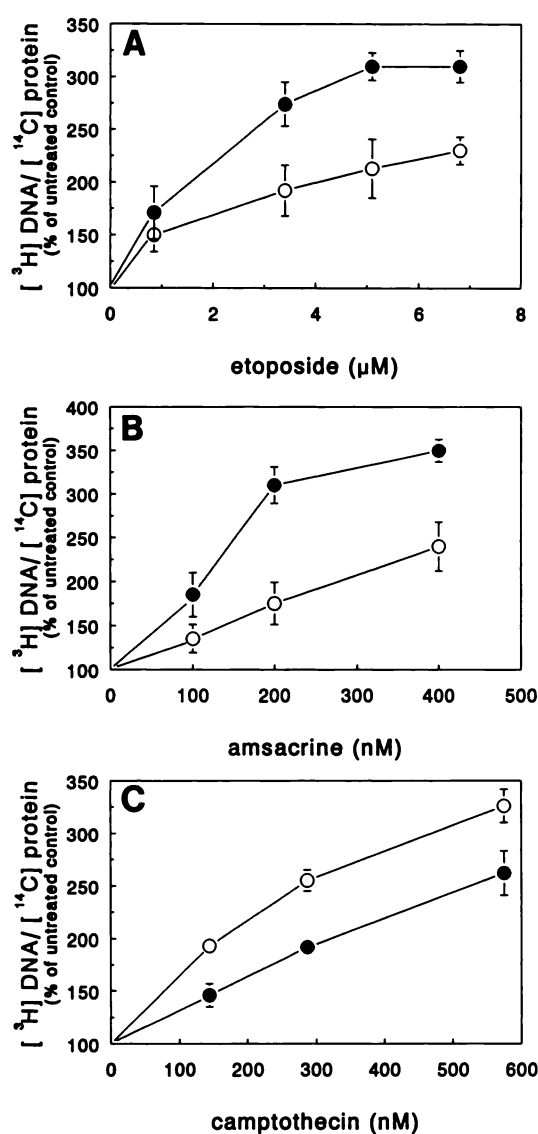 A
[ ³H] DNA/ [ ¹⁴C] protein
(% of untreated control)
350
300
250
200
150
100
0 2 4 6 8
etoposide (µM)
B
[ ³H] DNA/ [ ¹⁴C] protein
(% of untreated control)
400
350
300
250
200
150
100
0 100 200 300 400 500
amsacrine (nM)
C
[ ³H] DNA/ [ ¹⁴C] protein
(% of untreated control)
350
300
250
200
150
100
0 100 200 300 400 500 600
camptothecin (nM)